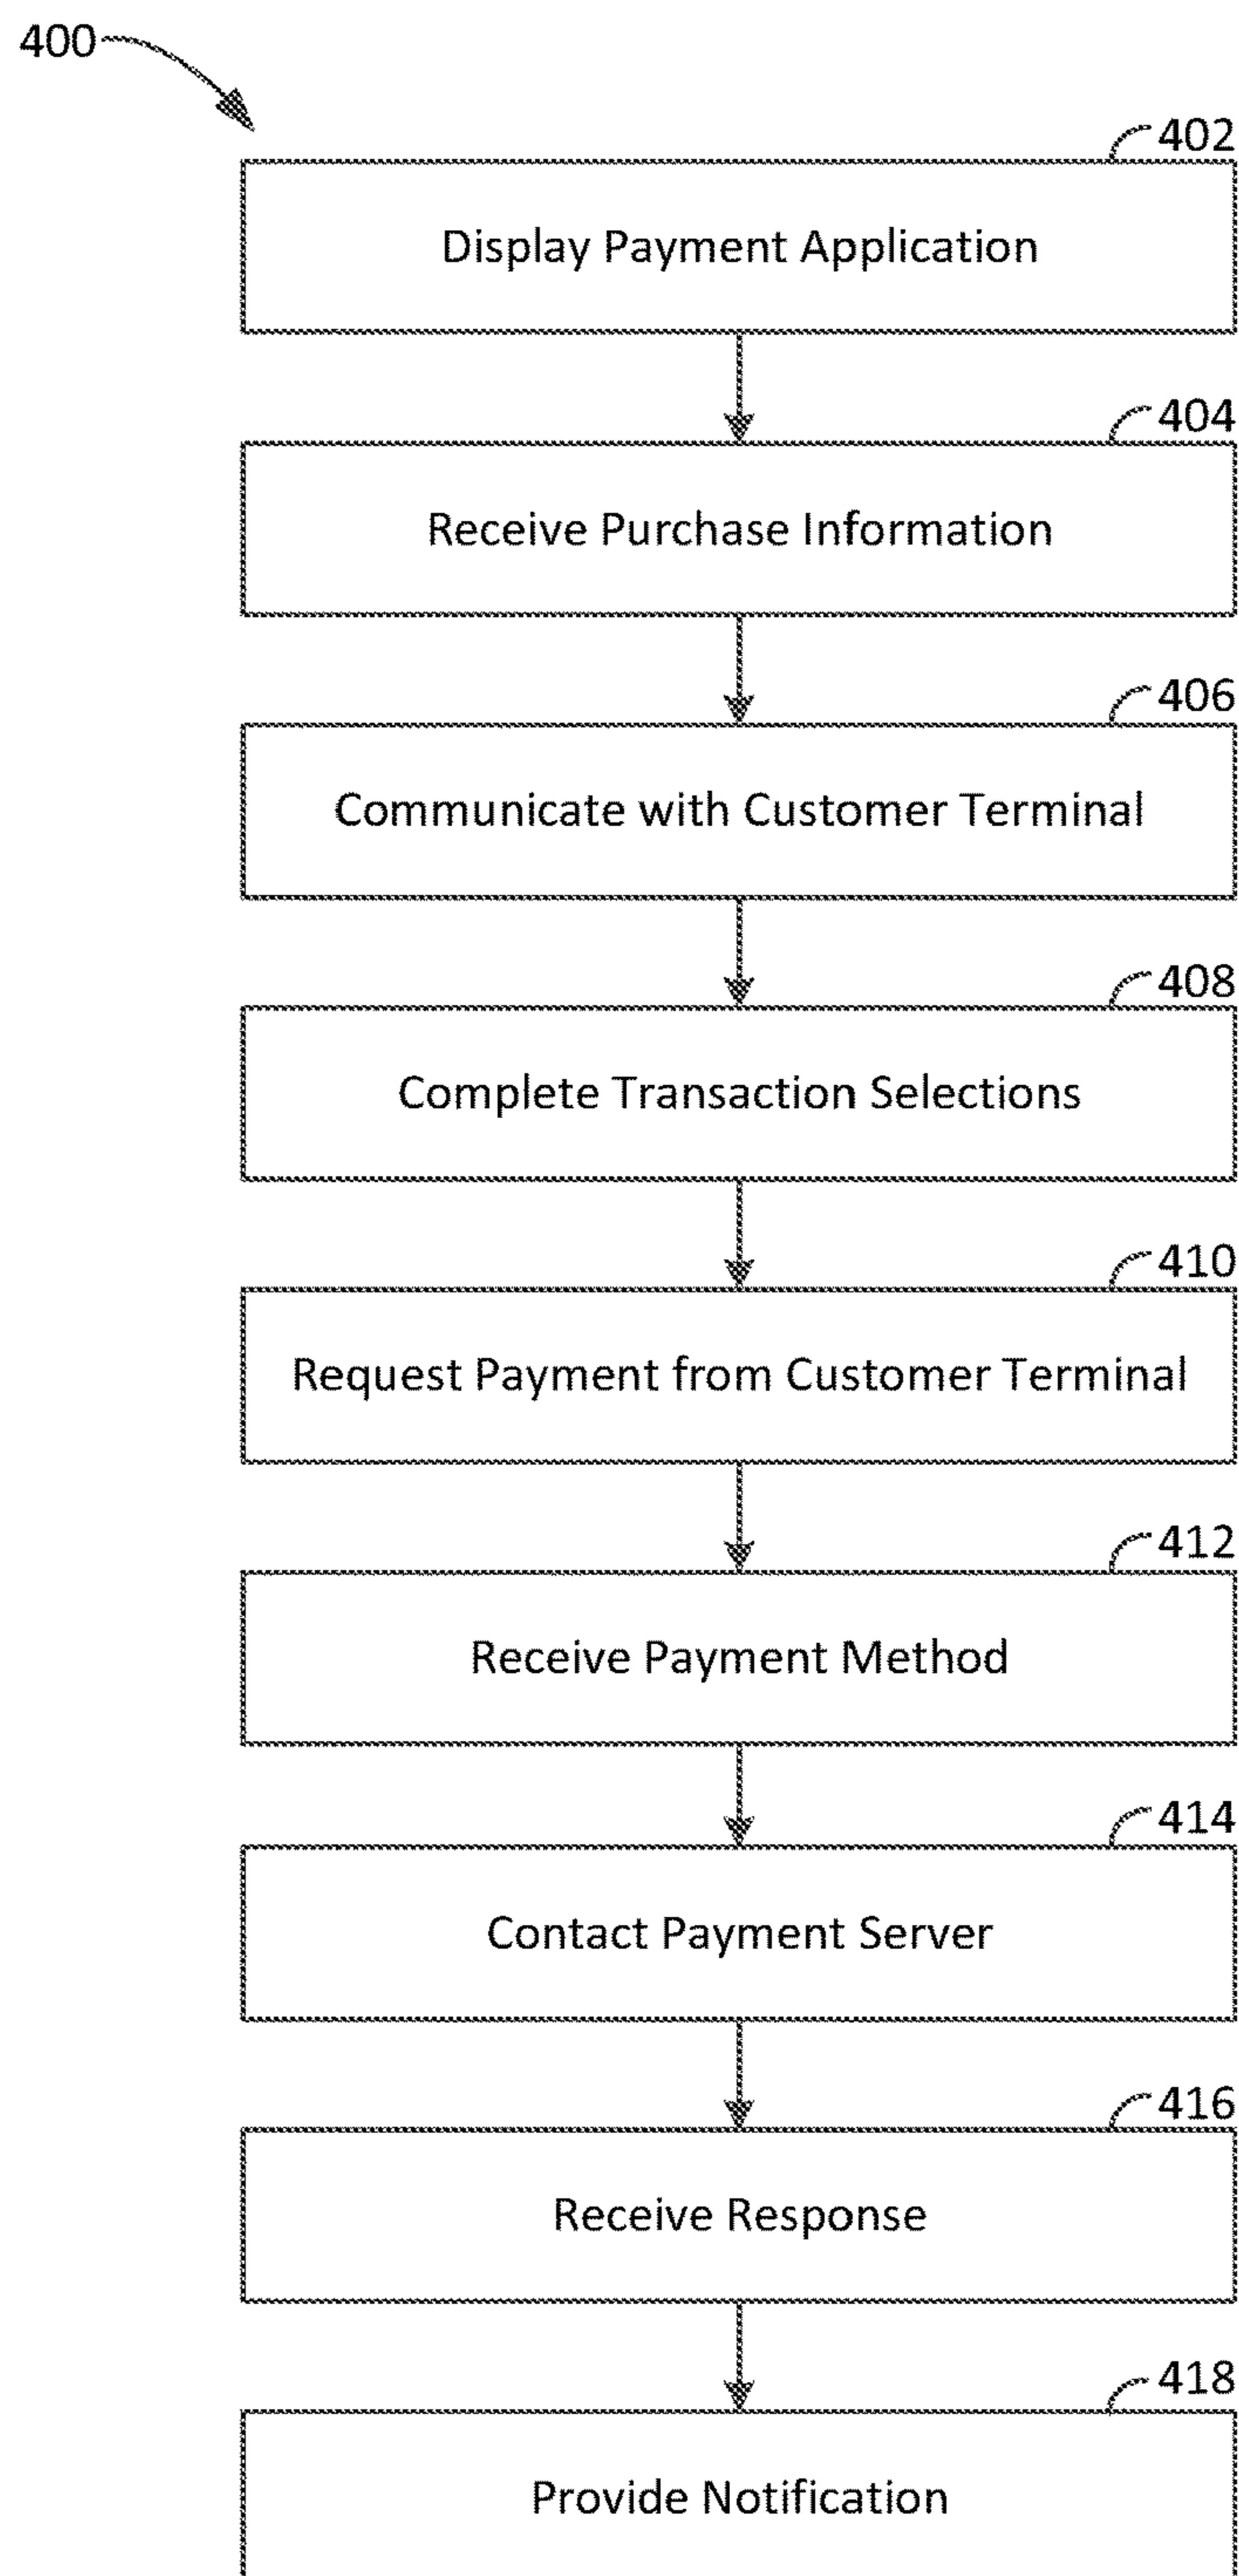 400
402
Display Payment Application
404
Receive Purchase Information
406
Communicate with Customer Terminal
408
Complete Transaction Selections
410
Request Payment from Customer Terminal
412
Receive Payment Method
414
Contact Payment Server
416
Receive Response
418
Provide Notification